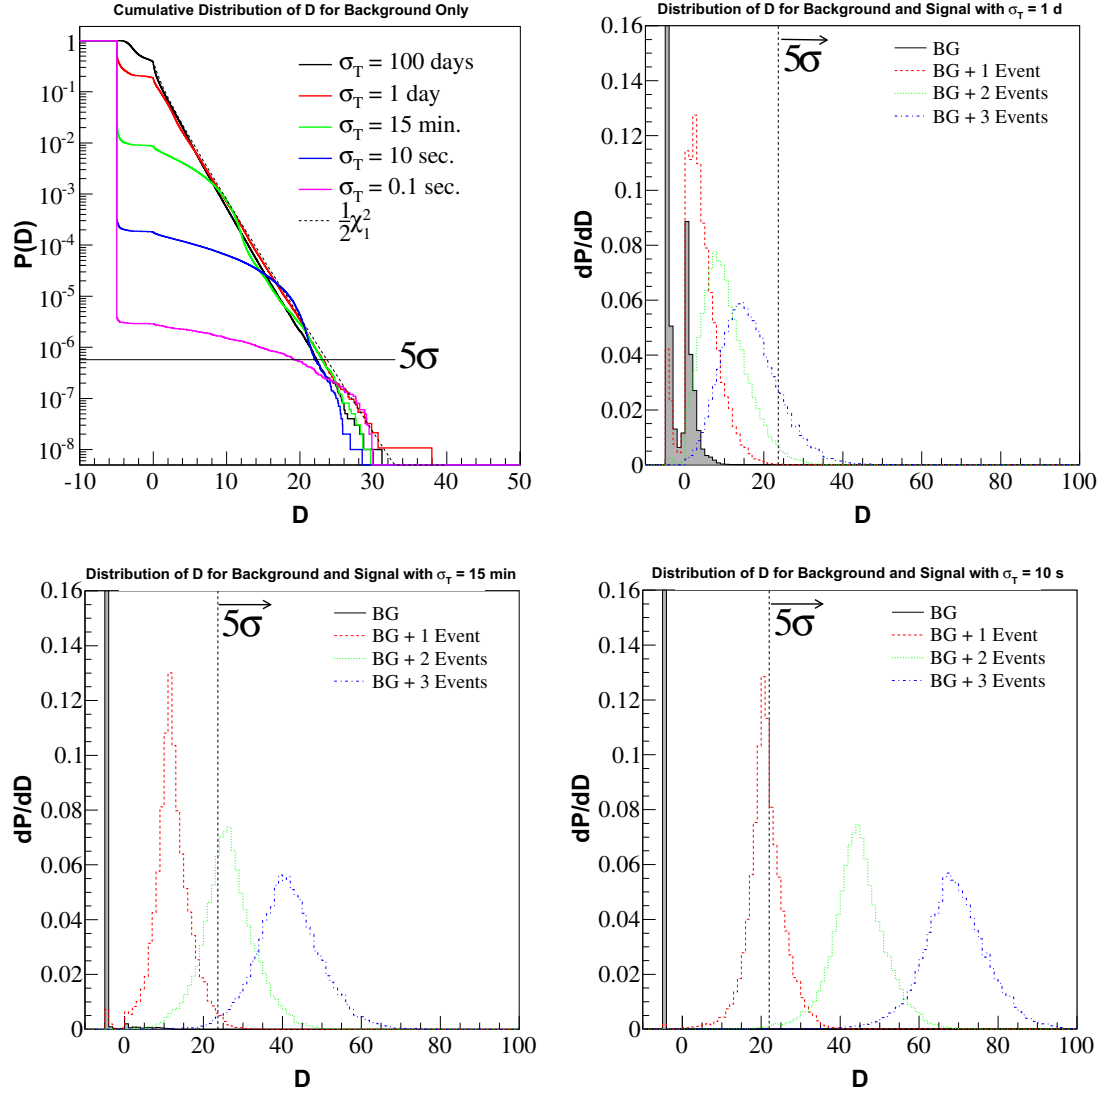 Cumulative Distribution of D for Background Only
P(D)
1
10⁻¹
10⁻²
10⁻³
10⁻⁴
10⁻⁵
10⁻⁶
10⁻⁷
10⁻⁸
σ_T = 100 days
σ_T = 1 day
σ_T = 15 min.
σ_T = 10 sec.
σ_T = 0.1 sec.
½χ₁²
5σ
-10 0 10 20 30 40 50
D
Distribution of D for Background and Signal with σ_T = 1 d
dP/dD
0.16
0.14
0.12
0.1
0.08
0.06
0.04
0.02
0
5σ
BG
BG + 1 Event
BG + 2 Events
BG + 3 Events
0 20 40 60 80 100
D
Distribution of D for Background and Signal with σ_T = 15 min
dP/dD
0.16
0.14
0.12
0.1
0.08
0.06
0.04
0.02
0
5σ
BG
BG + 1 Event
BG + 2 Events
BG + 3 Events
0 20 40 60 80 100
D
Distribution of D for Background and Signal with σ_T = 10 s
dP/dD
0.16
0.14
0.12
0.1
0.08
0.06
0.04
0.02
0
5σ
BG
BG + 1 Event
BG + 2 Events
BG + 3 Events
0 20 40 60 80 100
D